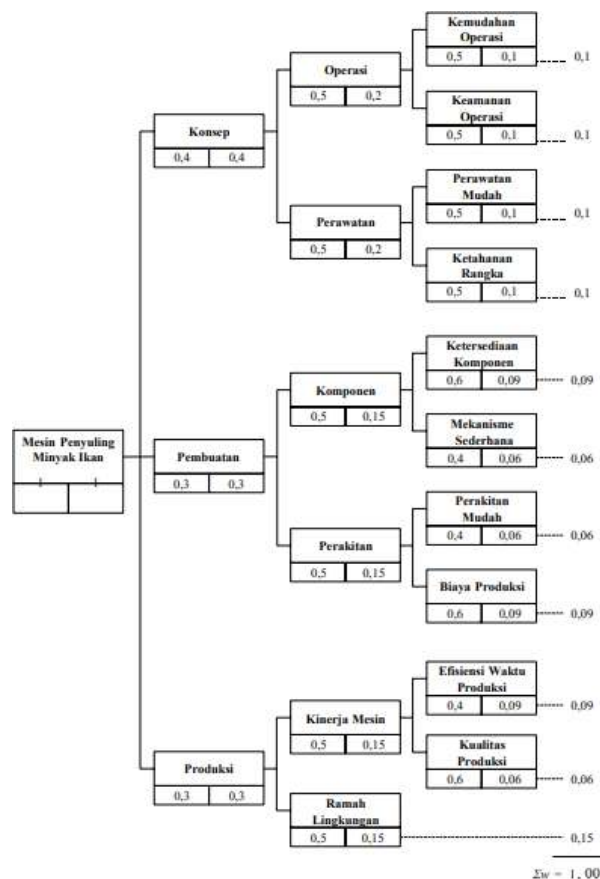 Kemudahan
Operasi
0,5 0,1 0,1
Operasi
0,5 0,2
Keamanan
Operasi
0,5 0,1 0,1
Konsep
0,4 0,4
Perawatan
Mudah
0,5 0,1 0,1
Perawatan
0,5 0,2
Ketahanan
Rangka
0,5 0,1 0,1
Ketersediaan
Komponen
0,6 0,09 0,09
Komponen
0,5 0,15
Mekanisme
Sederhana
0,4 0,06 0,06
Mesin Penyuling
Minyak Ikan
1 1
Pembuatan
0,3 0,3
Perakitan
Mudah
0,4 0,06 0,06
Perakitan
0,5 0,15
Biaya Produksi
0,6 0,09 0,09
Efisiensi Waktu
Produksi
0,4 0,09 0,09
Kinerja Mesin
0,5 0,15
Kualitas
Produksi
0,6 0,06 0,06
Produksi
0,3 0,3
Ramah
Lingkungan
0,5 0,15 0,15
Σw = 1, 00